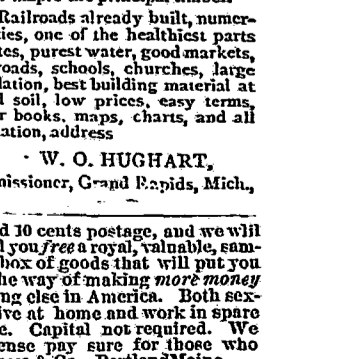 Railroads already built, numer-
ies, one of the healthiest parts
tes, purest water, good markets,
roads, schools, churches, large
lation, best building material at
l soil, low prices, easy terms,
r books, maps, charts, and all
ation, address
W. O. HUGHART,
missioner, Grand Rapids, Mich.,
d 10 cents postage, and we will
l you free a royal, valuable, sam-
box of goods that will put you
he way of making more money
ng else in America. Both sex-
ive at home and work in spare
e. Capital not required. We
ense pay sure for those who